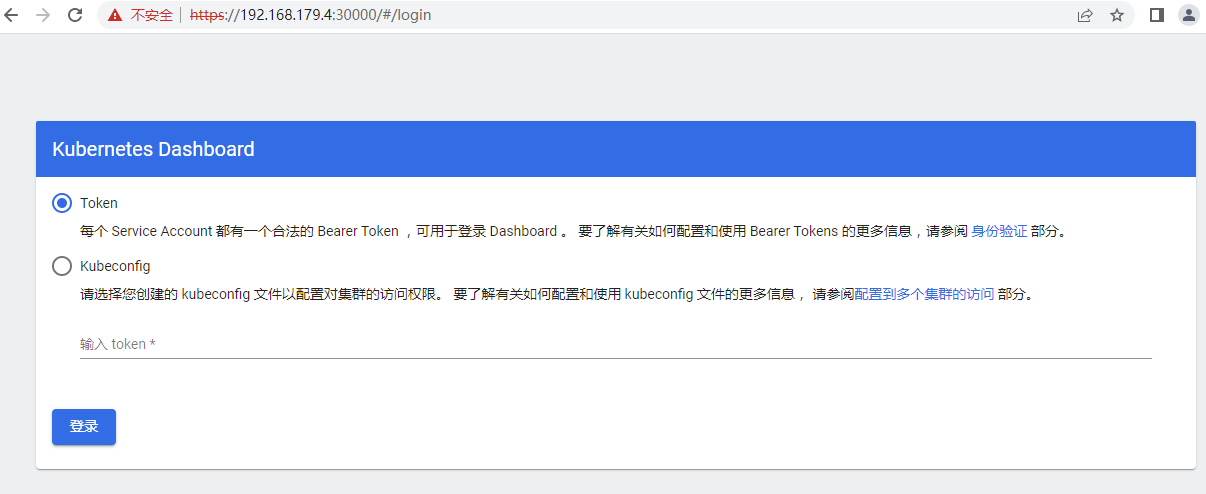 不安全 https://192.168.179.4:30000/#/login
Kubernetes Dashboard
Token
每个 Service Account 都有一个合法的 Bearer Token ，可用于登录 Dashboard 。 要了解有关如何配置和使用 Bearer Tokens 的更多信息，请参阅 身份验证 部分。
Kubeconfig
请选择您创建的 kubeconfig 文件以配置对集群的访问权限。 要了解有关如何配置和使用 kubeconfig 文件的更多信息， 请参阅配置到多个集群的访问 部分。
输入 token *
登录